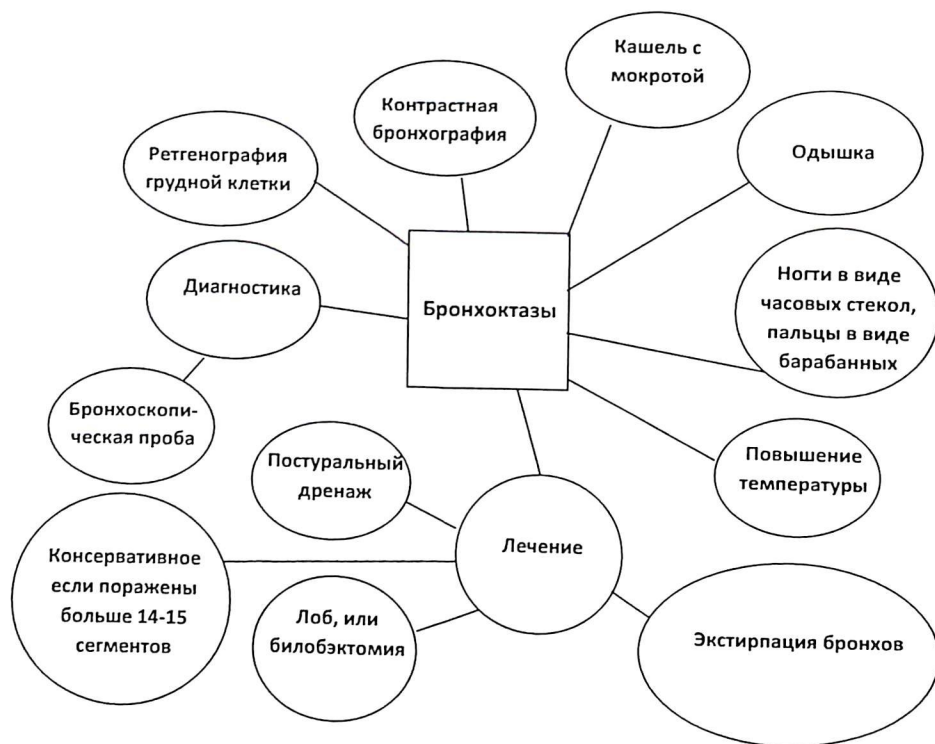 Кашель с
мокротой
Контрастная
бронхография
Одышка
Ретгенография
грудной клетки
Диагностика
Бронхоктазы
Ногти в виде
часовых стекол,
пальцы в виде
барабанных
Бронхоскопи-
ческая проба
Постуральный
дренаж
Повышение
температуры
Лечение
Консервативное
если поражены
больше 14-15
сегментов
Лоб, или
билобэктомия
Экстирпация бронхов